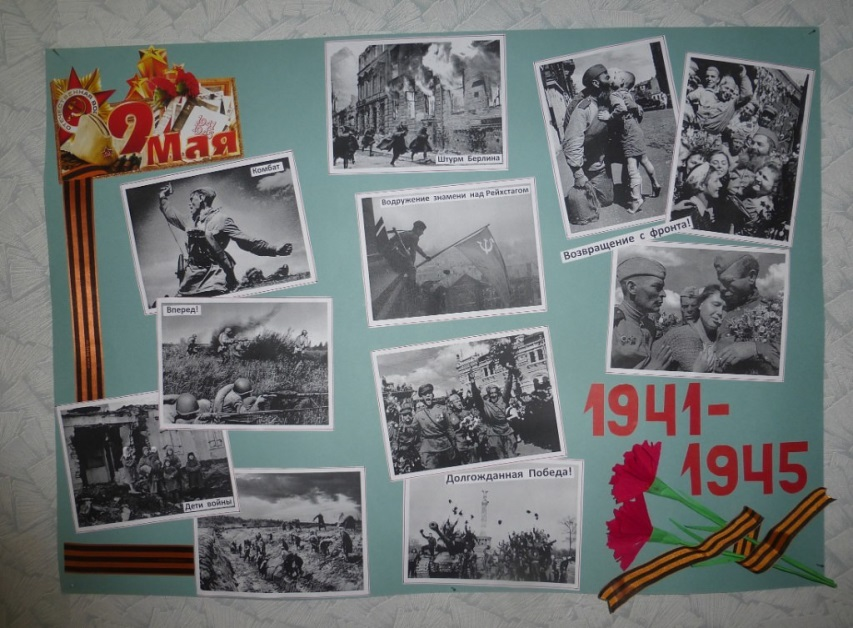 9 Мая
Комбат
Вперед!
Дети войны
Штурм Берлина
Водружение знамени над Рейхстагом
Долгожданная Победа!
Возвращение с фронта!
1941-
1945